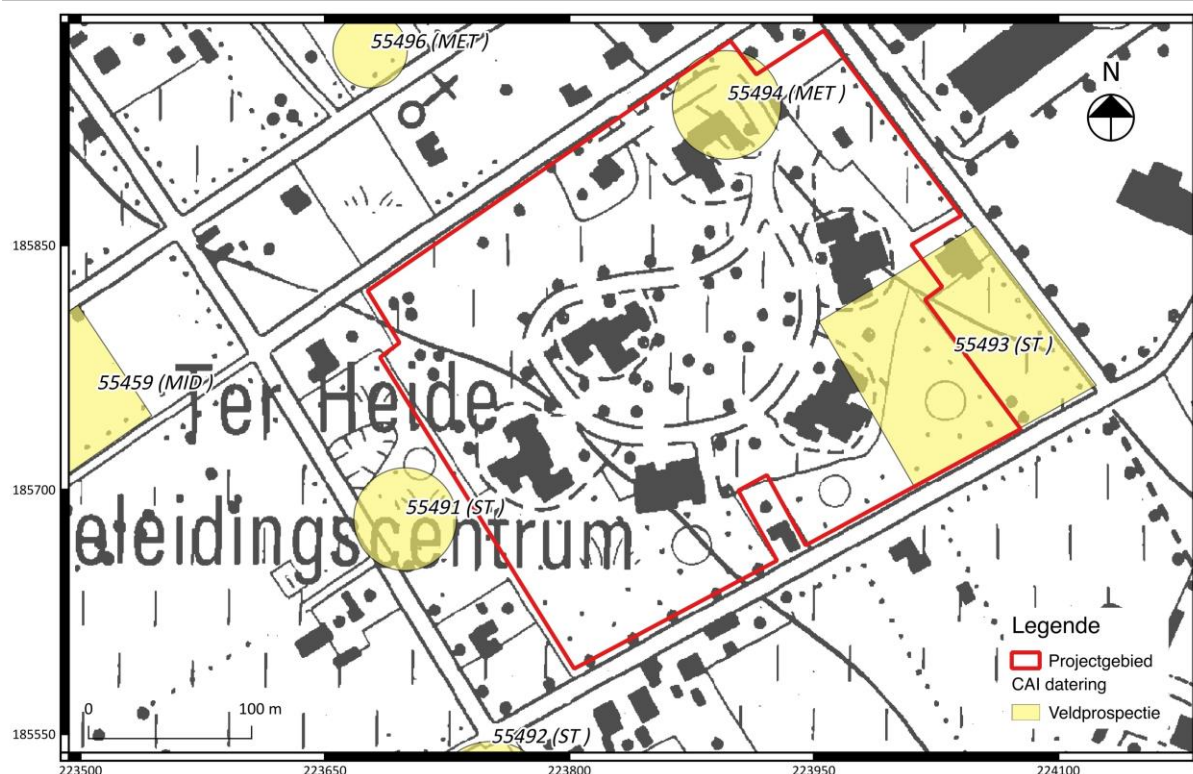 55496 (MET )
55494 (MET )
N
185850
55493 (ST )
55459 (MID )
Ter Heide
185700
55491 (ST )
eleidingscentrum
Legende
Projectgebied
CAI datering
Veldprospectie
0 100 m
55492 (ST )
185550
223500 223650 223800 223950 224100